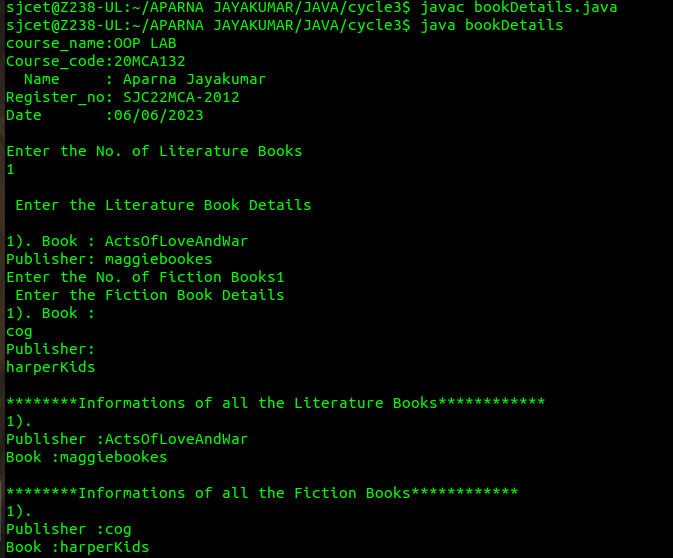 sjcet@Z238-UL:~/APARNA JAYAKUMAR/JAVA/cycle3$ javac bookDetails.java
sjcet@Z238-UL:~/APARNA JAYAKUMAR/JAVA/cycle3$ java bookDetails
course_name:OOP LAB
Course_code:20MCA132
  Name     : Aparna Jayakumar
Register_no: SJC22MCA-2012
Date       :06/06/2023

Enter the No. of Literature Books
1

 Enter the Literature Book Details

1). Book : ActsOfLoveAndWar
Publisher: maggiebookes
Enter the No. of Fiction Books1
 Enter the Fiction Book Details
1). Book :
cog
Publisher:
harperKids

********Informations of all the Literature Books************
1).
Publisher :ActsOfLoveAndWar
Book :maggiebookes

********Informations of all the Fiction Books************
1).
Publisher :cog
Book :harperKids